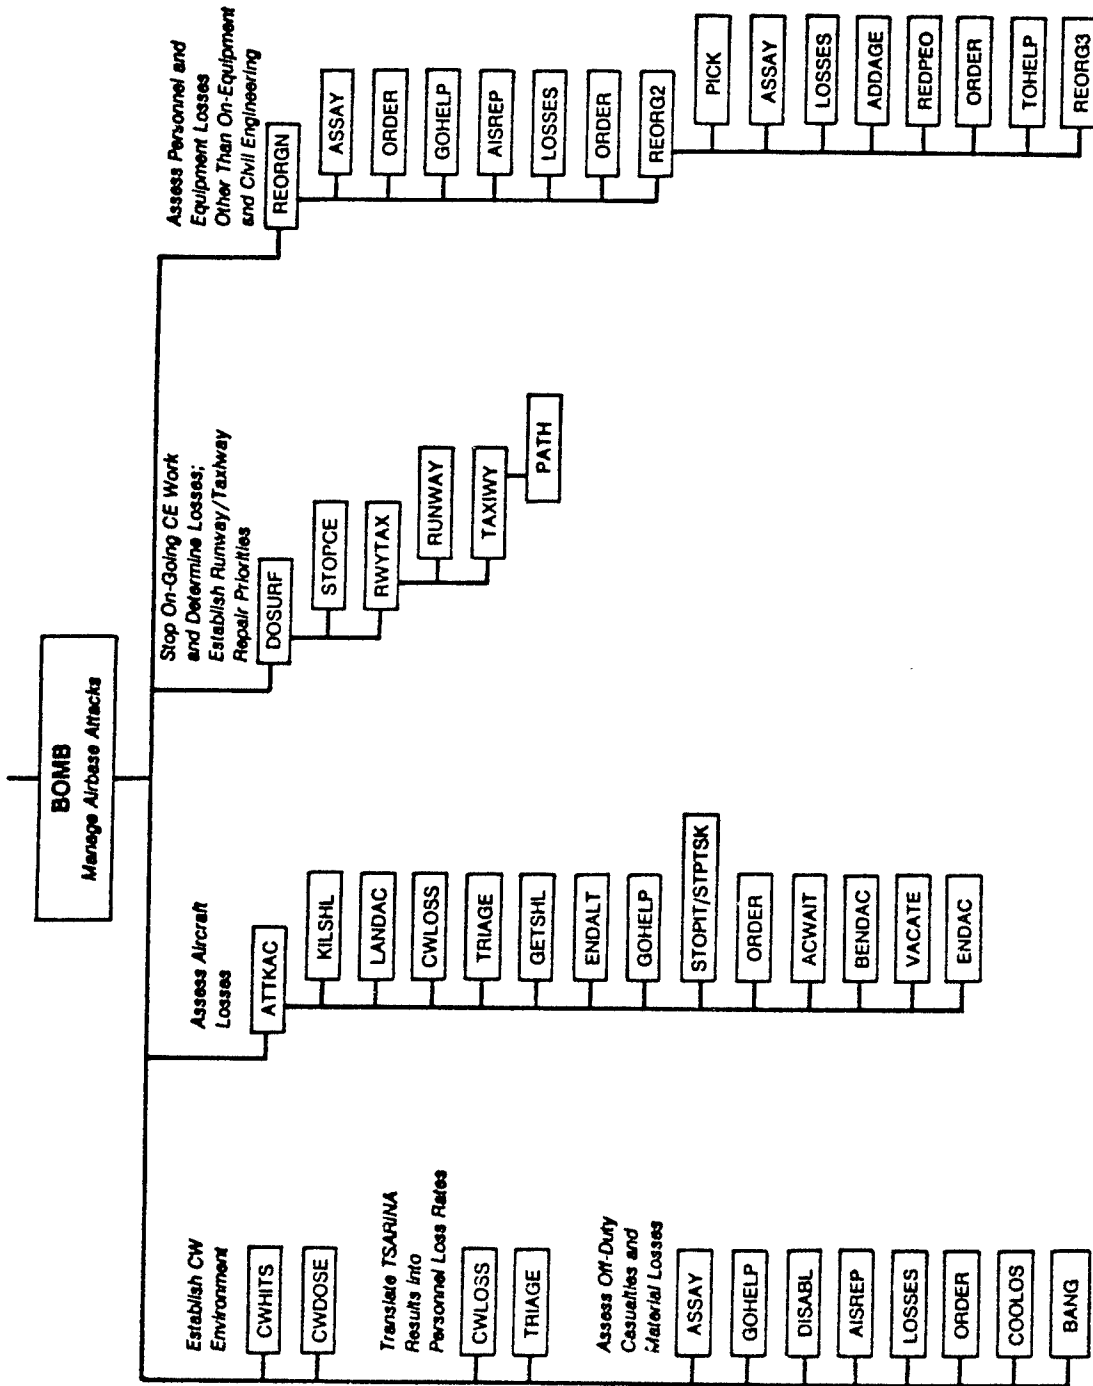 BOMB
Manage Airbase Attacks
Establish CW
Environment
CWHITS
CWDOSE
Translate TSARINA
Results into
Personnel Loss Rates
CWLOSS
TRIAGE
Assess Off-Duty
Casualties and
Material Losses
ASSAY
GOHELP
DISABL
AISREP
LOSSES
ORDER
COOLOS
BANG
Assess Aircraft
Losses
ATTKAC
KILSHL
LANDAC
CWLOSS
TRIAGE
GETSHL
ENDALT
GOHELP
STOPIT/STPTSK
ORDER
ACWAIT
BENDAC
VACATE
ENDAC
Stop On-Going CE Work
and Determine Losses;
Establish Runway/Taxiway
Repair Priorities
DOSURF
STOPCE
RWYTAX
RUNWAY
TAXIWY
PATH
Assess Personnel and
Equipment Losses
Other Than On-Equipment
and Civil Engineering
REORGN
ASSAY
ORDER
GOHELP
AISREP
LOSSES
ORDER
REORG2
PICK
ASSAY
LOSSES
ADDAGE
REDPEO
ORDER
TOHELP
REORG3